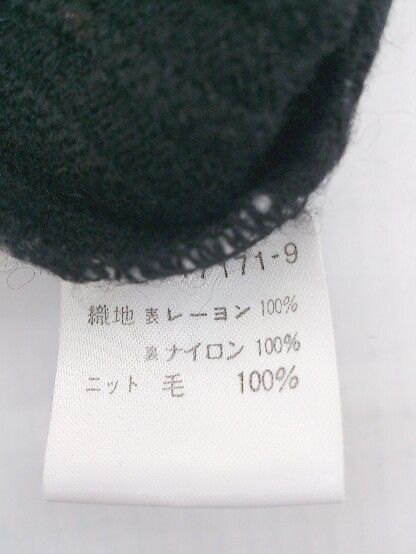 17171-9
織地 表 レーヨン 100%
裏 ナイロン 100%
ニット 毛 100%